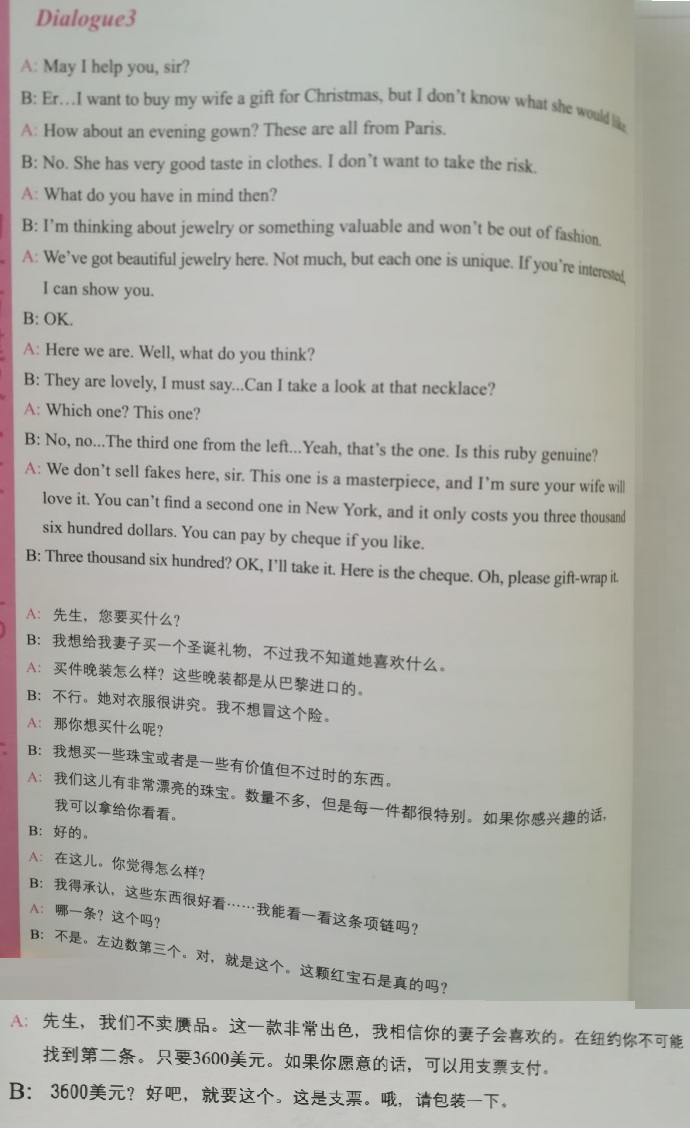 Dialogue3
A: May I help you, sir?
B: Er…I want to buy my wife a gift for Christmas, but I don't know what she would like.
A: How about an evening gown? These are all from Paris.
B: No. She has very good taste in clothes. I don't want to take the risk.
A: What do you have in mind then?
B: I'm thinking about jewelry or something valuable and won't be out of fashion.
A: We've got beautiful jewelry here. Not much, but each one is unique. If you're interested,
I can show you.
B: OK.
A: Here we are. Well, what do you think?
B: They are lovely, I must say...Can I take a look at that necklace?
A: Which one? This one?
B: No, no...The third one from the left...Yeah, that's the one. Is this ruby genuine?
A: We don't sell fakes here, sir. This one is a masterpiece, and I'm sure your wife will
love it. You can't find a second one in New York, and it only costs you three thousand
six hundred dollars. You can pay by cheque if you like.
B: Three thousand six hundred? OK, I'll take it. Here is the cheque. Oh, please gift-wrap it.
A: 先生，您要买什么？
B: 我想给我妻子买一个圣诞礼物，不过我不知道她喜欢什么。
A: 买件晚装怎么样？这些晚装都是从巴黎进口的。
B: 不行。她对衣服很讲究。我不想冒这个险。
A: 那你想买什么呢？
B: 我想买一些珠宝或者是一些有价值但不过时的东西。
A: 我们这儿有非常漂亮的珠宝。数量不多，但是每一件都很特别。如果你感兴趣的话，
我可以拿给你看看。
B: 好的。
A: 在这儿。你觉得怎么样？
B: 我得承认，这些东西很好看……我能看一看这条项链吗？
A: 哪一条？这个吗？
B: 不是。左边数第三个。对，就是这个。这颗红宝石是真的吗？
A: 先生，我们不卖赝品。这一款非常出色，我相信你的妻子会喜欢的。在纽约你不可能
找到第二条。只要3600美元。如果你愿意的话，可以用支票支付。
B: 3600美元？好吧，就要这个。这是支票。哦，请包装一下。